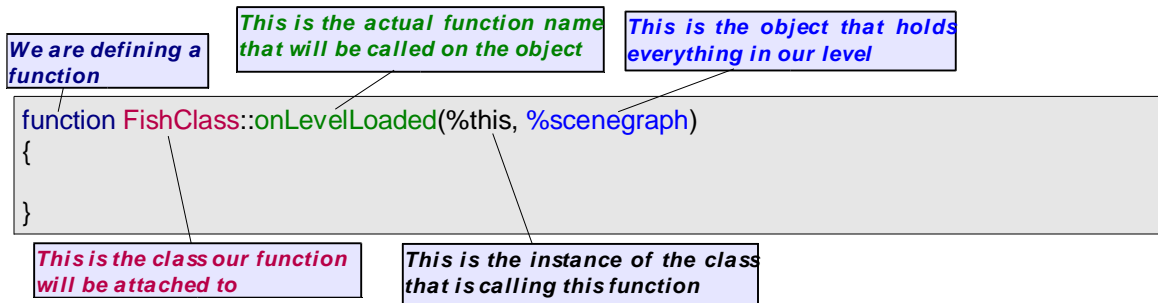 This is the actual function name
that will be called on the object
This is the object that holds
everything in our level
We are defining a
function
function FishClass::onLevelLoaded(%this, %scenegraph)
{
}
This is the class our function
will be attached to
This is the instance of the class
that is calling this function